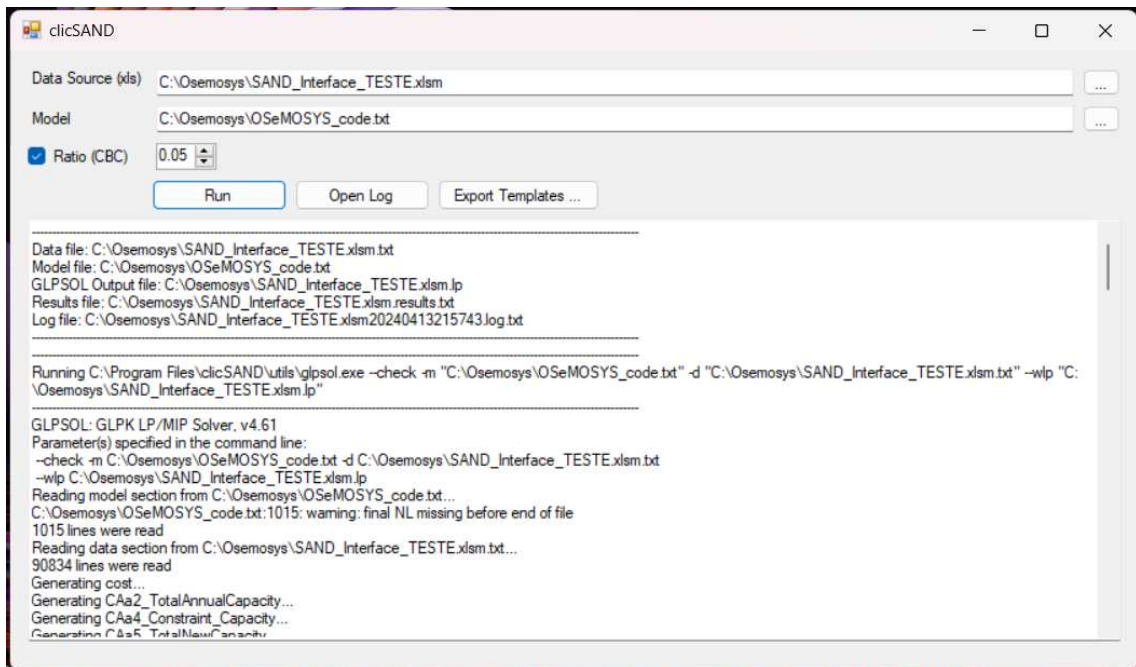 clicSAND
Data Source (xls) C:\Osemosys\SAND_Interface_TESTE.xlsm ...
Model C:\Osemosys\OSeMOSYS_code.txt ...
Ratio (CBC) 0.05
Run Open Log Export Templates ...
Data file: C:\Osemosys\SAND_Interface_TESTE.xlsm.txt
Model file: C:\Osemosys\OSeMOSYS_code.txt
GLPSOL Output file: C:\Osemosys\SAND_Interface_TESTE.xlsm.lp
Results file: C:\Osemosys\SAND_Interface_TESTE.xlsm.results.txt
Log file: C:\Osemosys\SAND_Interface_TESTE.xlsm20240413215743.log.txt
Running C:\Program Files\clicSAND\utils\glpsol.exe --check -m "C:\Osemosys\OSeMOSYS_code.txt" -d "C:\Osemosys\SAND_Interface_TESTE.xlsm.txt" --wlp "C:
\Osemosys\SAND_Interface_TESTE.xlsm.lp"
GLPSOL: GLPK LP/MIP Solver, v4.61
Parameter(s) specified in the command line:
--check -m C:\Osemosys\OSeMOSYS_code.txt -d C:\Osemosys\SAND_Interface_TESTE.xlsm.txt
--wlp C:\Osemosys\SAND_Interface_TESTE.xlsm.lp
Reading model section from C:\Osemosys\OSeMOSYS_code.txt...
C:\Osemosys\OSeMOSYS_code.txt:1015: warning: final NL missing before end of file
1015 lines were read
Reading data section from C:\Osemosys\SAND_Interface_TESTE.xlsm.txt...
90834 lines were read
Generating cost...
Generating CAa2_TotalAnnualCapacity...
Generating CAa4_Constraint_Capacity...
Generating CAa5_TotalNewCapacity